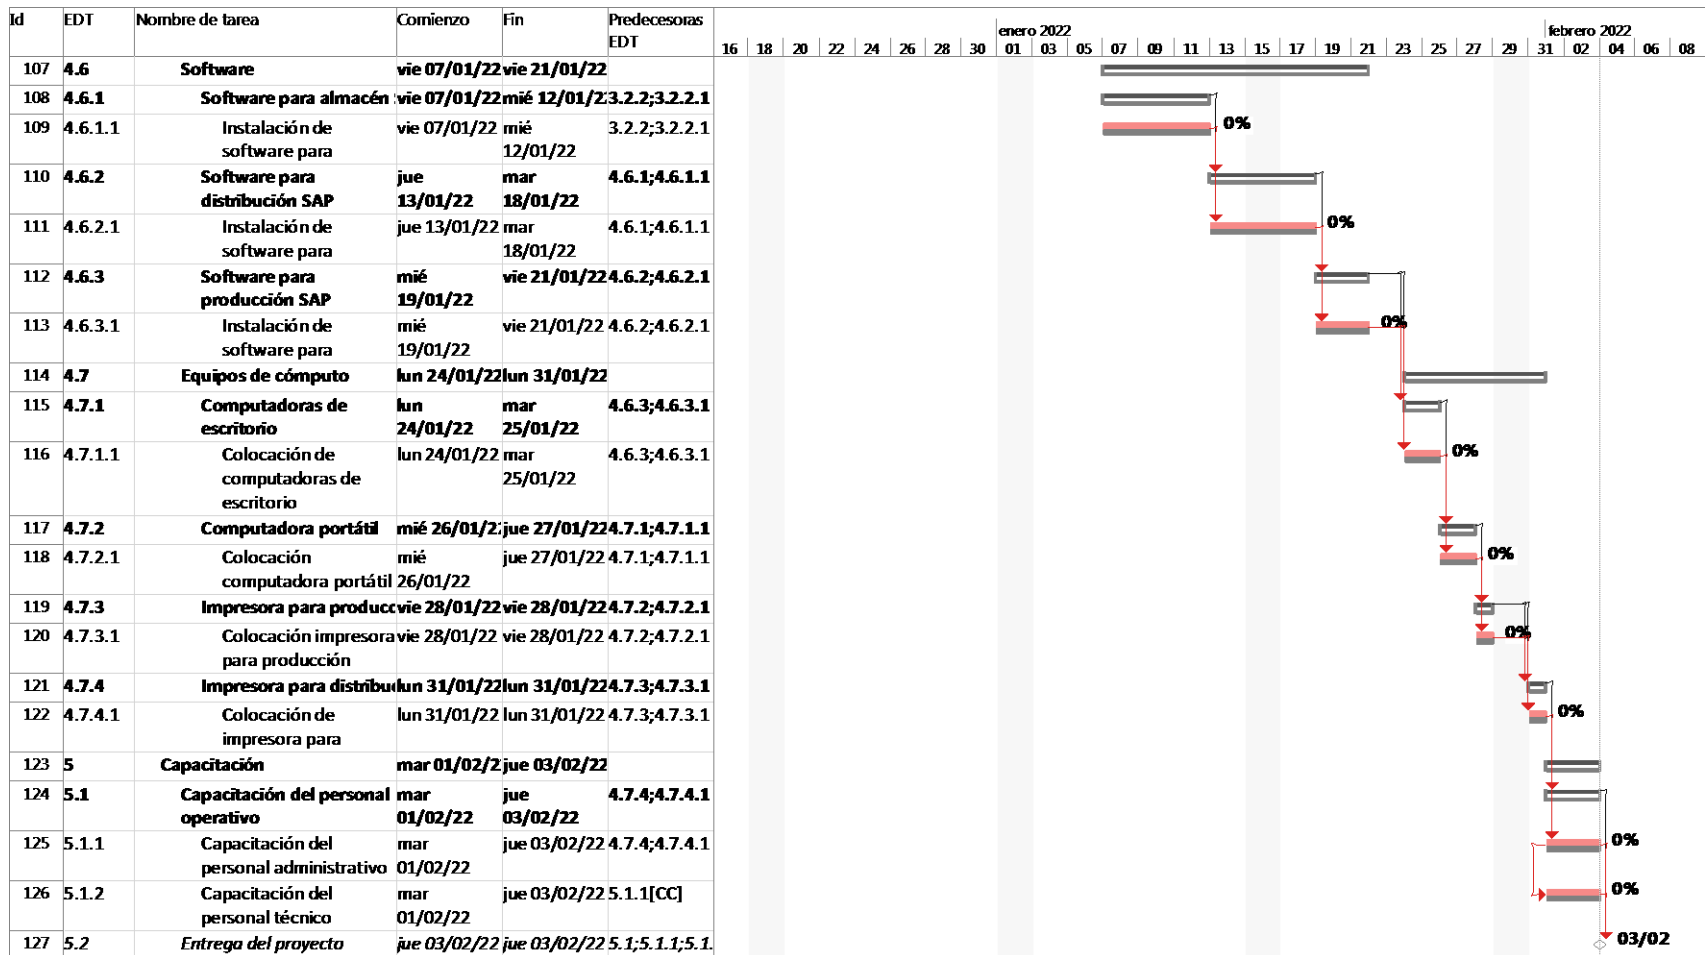 Id EDT Nombre de tarea Comienzo Fin Predecesoras
EDT
enero 2022 febrero 2022
16 18 20 22 24 26 28 30 01 03 05 07 09 11 13 15 17 19 21 23 25 27 29 31 02 04 06 08
107 4.6 Software vie 07/01/22 vie 21/01/22
108 4.6.1 Software para almacén vie 07/01/22 mié 12/01/2 3.2.2;3.2.2.1
109 4.6.1.1 Instalación de vie 07/01/22 mié 3.2.2;3.2.2.1 0%
software para 12/01/22
110 4.6.2 Software para jue mar 4.6.1;4.6.1.1
distribución SAP 13/01/22 18/01/22
111 4.6.2.1 Instalación de jue 13/01/22 mar 4.6.1;4.6.1.1 0%
software para 18/01/22
112 4.6.3 Software para mié vie 21/01/22 4.6.2;4.6.2.1
producción SAP 19/01/22
113 4.6.3.1 Instalación de mié vie 21/01/22 4.6.2;4.6.2.1 0%
software para 19/01/22
114 4.7 Equipos de cómputo lun 24/01/22 lun 31/01/22
115 4.7.1 Computadoras de lun mar 4.6.3;4.6.3.1
escritorio 24/01/22 25/01/22
116 4.7.1.1 Colocación de lun 24/01/22 mar 4.6.3;4.6.3.1 0%
computadoras de 25/01/22
escritorio
117 4.7.2 Computadora portátil mié 26/01/2 jue 27/01/22 4.7.1;4.7.1.1
118 4.7.2.1 Colocación mié jue 27/01/22 4.7.1;4.7.1.1 0%
computadora portátil 26/01/22
119 4.7.3 Impresora para producc vie 28/01/22 vie 28/01/22 4.7.2;4.7.2.1
120 4.7.3.1 Colocación impresora vie 28/01/22 vie 28/01/22 4.7.2;4.7.2.1 0%
para producción
121 4.7.4 Impresora para distribu lun 31/01/22 lun 31/01/22 4.7.3;4.7.3.1
122 4.7.4.1 Colocación de lun 31/01/22 lun 31/01/22 4.7.3;4.7.3.1 0%
impresora para
123 5 Capacitación mar 01/02/2 jue 03/02/22
124 5.1 Capacitación del personal mar jue 4.7.4;4.7.4.1
operativo 01/02/22 03/02/22
125 5.1.1 Capacitación del mar jue 03/02/22 4.7.4;4.7.4.1 0%
personal administrativo 01/02/22
126 5.1.2 Capacitación del mar jue 03/02/22 5.1.1[CC] 0%
personal técnico 01/02/22
127 5.2 Entrega del proyecto jue 03/02/22 jue 03/02/22 5.1;5.1.1;5.1. 03/02